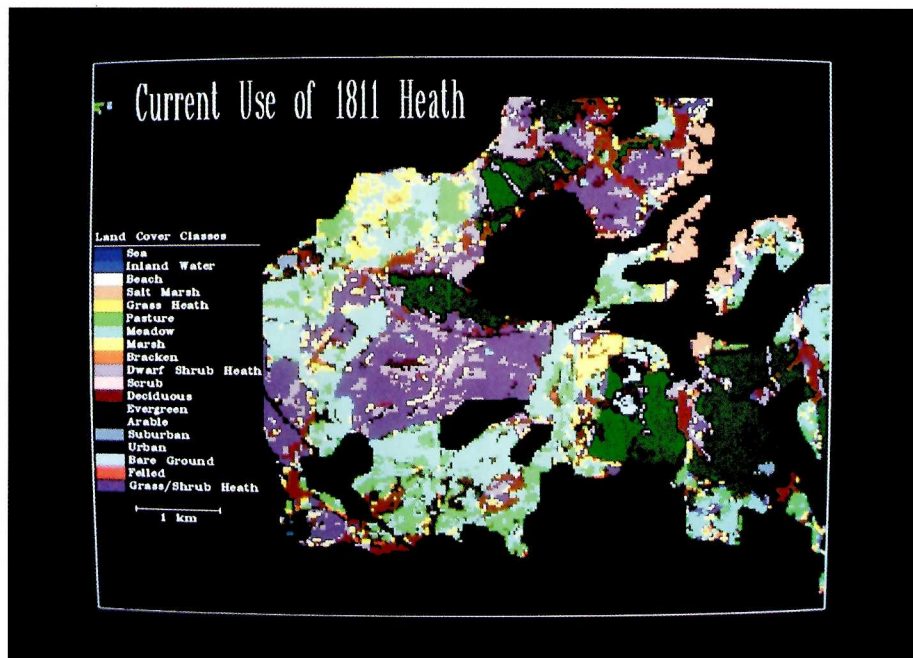 Current Use of 1811 Heath
Land Cover Classes
Sea
Inland Water
Beach
Salt Marsh
Grass Heath
Pasture
Meadow
Marsh
Bracken
Dwarf Shrub Heath
Scrub
Deciduous
Evergreen
Arable
Suburban
Urban
Bare Ground
Felled
Grass/Shrub Heath
1 km